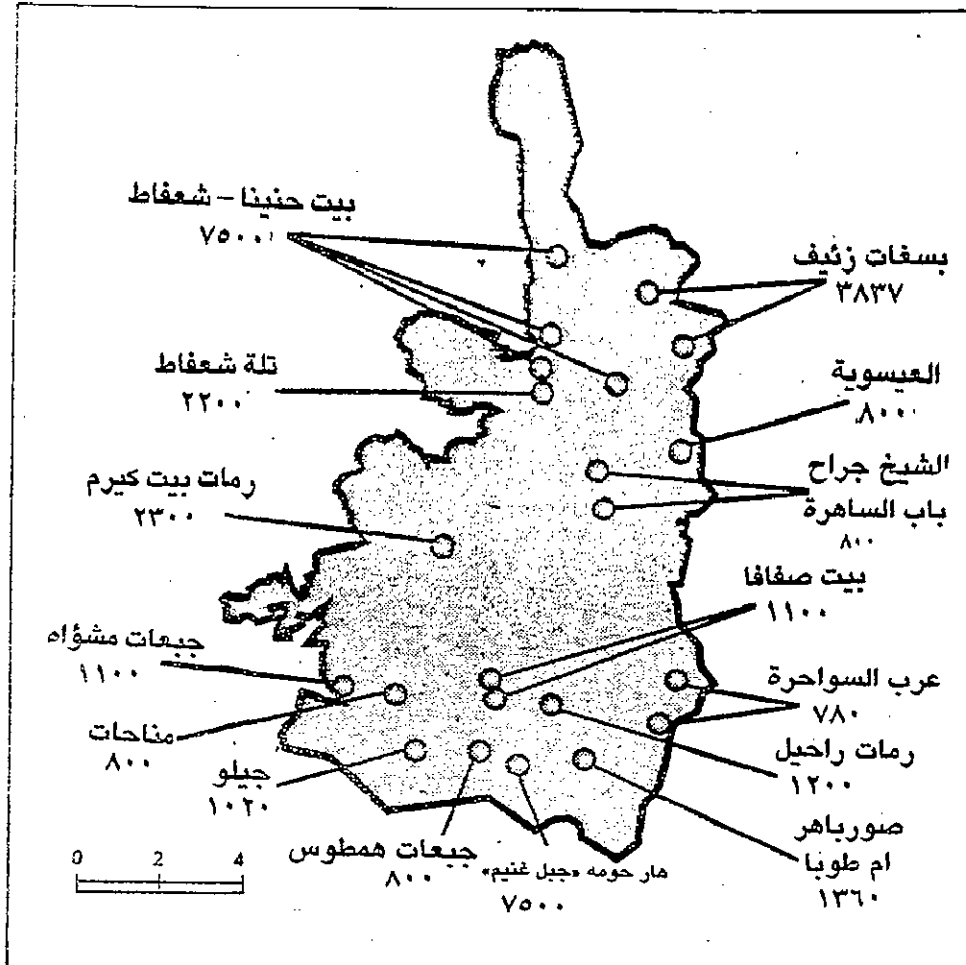 بيت حنينا – شعفاط
٧٥٠٠
بسغات زئيف
٣٨٣٧
تلة شعفاط
٢٢٠٠
العيسوية
٨٠٠
الشيخ جراح
باب الساهرة
٨٠٠
رمات بيت كيرم
٢٣٠٠
بيت صفافا
١١٠٠
جبعات مشؤاه
١١٠٠
عرب السواحرة
٧٨٠
مناحات
٨٠٠
رمات راحيل
١٢٠٠
جيلو
١٠٢٠
صورباهر
ام طوبا
١٣٦٠
جبعات همطوس
٨٠٠
هار حومه «جبل غنيم»
٧٥٠٠
0 2 4